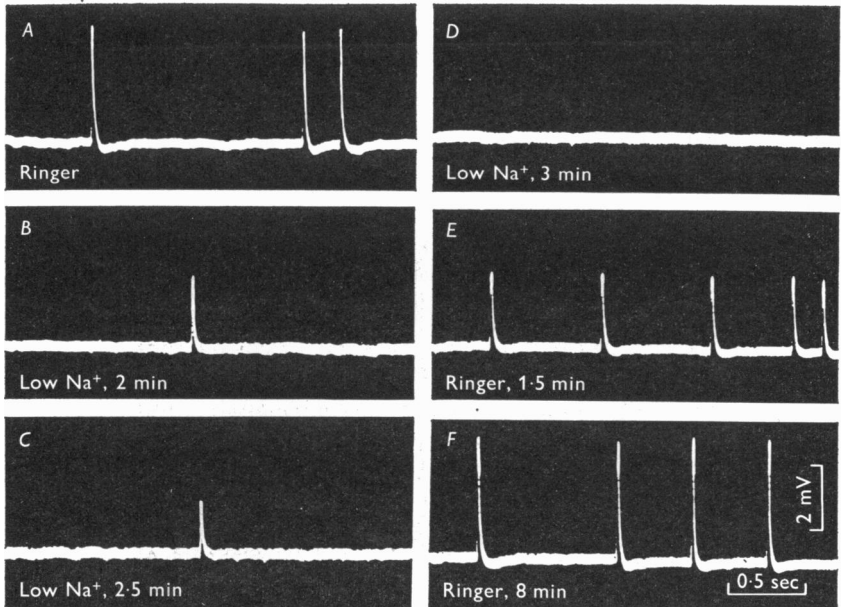 A
Ringer
B
Low Na⁺, 2 min
C
Low Na⁺, 2·5 min
D
Low Na⁺, 3 min
E
Ringer, 1·5 min
F
2 mV
0·5 sec
Ringer, 8 min